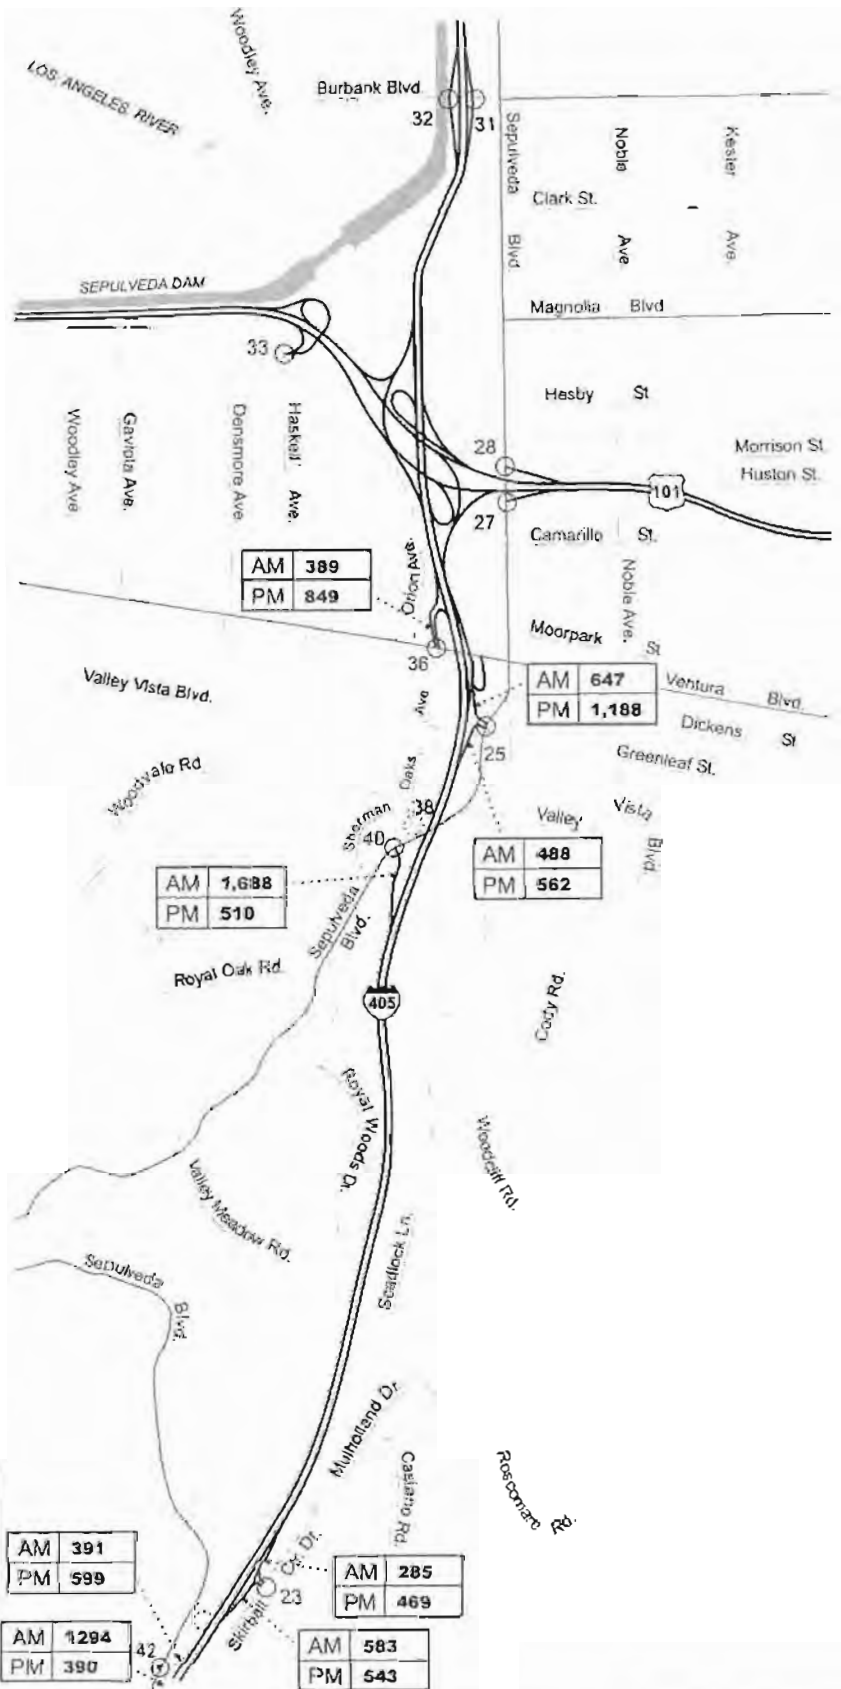 Woodley Ave.
LOS ANGELES RIVER
Burbank Blvd.
32
31
Sepulveda Blvd
Noble Ave
Kester Ave.
Clark St.
SEPULVEDA DAM
Magnolia Blvd
33
Hesby St
Woodley Ave
Gaviota Ave.
Densmore Ave
Haskell Ave.
28
Morrison St
Huston St.
101
27
Camarillo St.
Orion Ave.
AM 389
PM 849
Noble Ave.
Moorpark St
36
Valley Vista Blvd.
AM 647
PM 1,188
Ventura Blvd.
Dickens St
25
Greenleaf St.
Woodvale Rd
Sherman Oaks Ave
38
40
Valley Vista Blvd.
AM 488
PM 562
AM 1,688
PM 510
Sepulveda Blvd.
Royal Oak Rd.
405
Cody Rd.
Royal Woods Dr.
Woodcliff Rd.
Valley Meadow Rd.
Scadlock Ln.
Sepulveda Blvd.
Mulholland Dr
Casiano Rd.
Roscomare Rd.
AM 391
PM 599
AM 285
PM 469
23
Skirball Cr. Dr.
AM 1294
PM 390
42
AM 583
PM 543